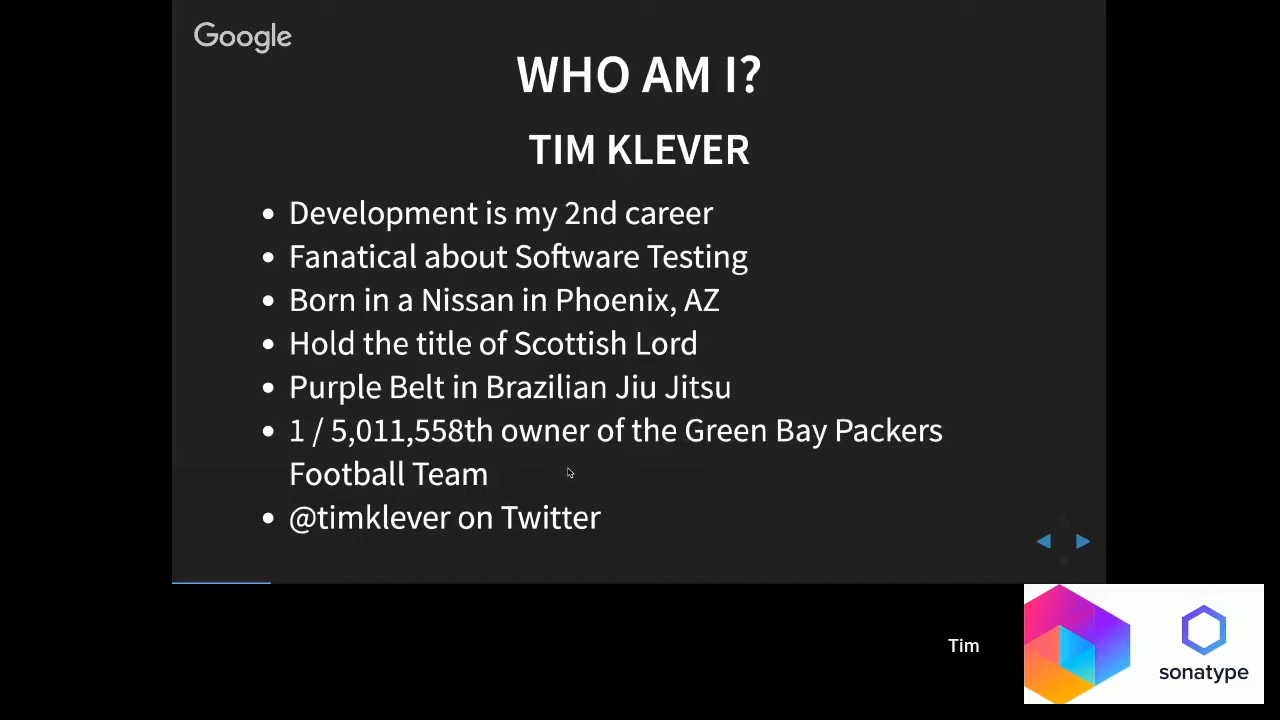 Google
WHO AM I?
TIM KLEVER
• Development is my 2nd career
• Fanatical about Software Testing
• Born in a Nissan in Phoenix, AZ
• Hold the title of Scottish Lord
• Purple Belt in Brazilian Jiu Jitsu
• 1 / 5,011,558th owner of the Green Bay Packers
Football Team
• @timklever on Twitter
Tim
sonatype